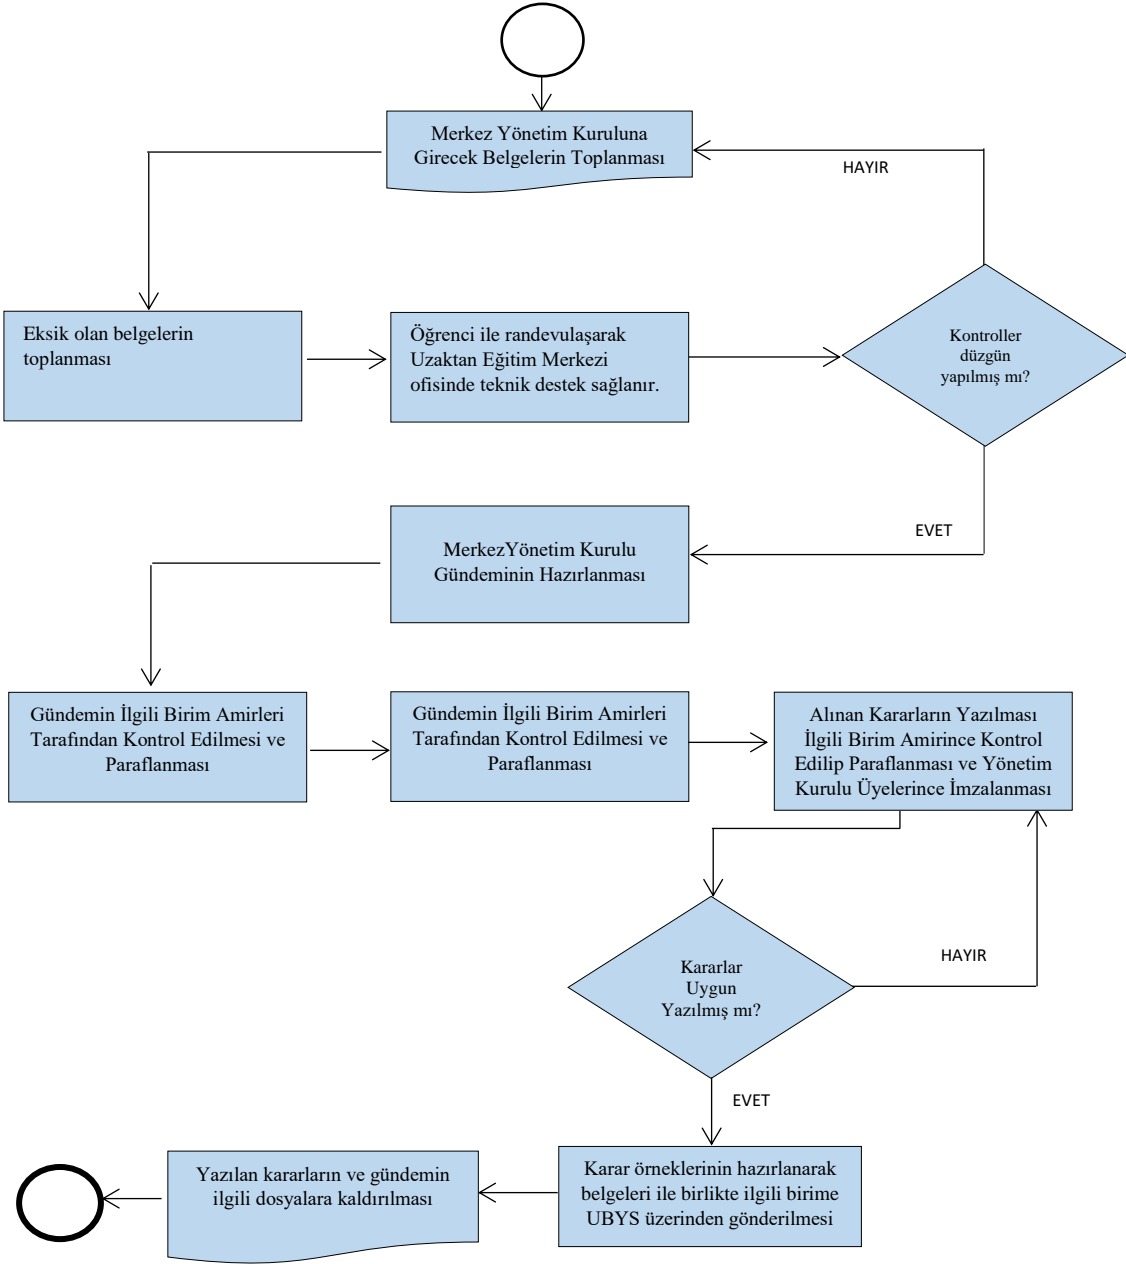 Merkez Yönetim Kuruluna
Girecek Belgelerin Toplanması
HAYIR
Eksik olan belgelerin
toplanması
Öğrenci ile randevulaşarak
Uzaktan Eğitim Merkezi
ofisinde teknik destek sağlanır.
Kontroller
düzgün
yapılmış mı?
EVET
MerkezYönetim Kurulu
Gündeminin Hazırlanması
Gündemin İlgili Birim Amirleri
Tarafından Kontrol Edilmesi ve
Paraflanması
Gündemin İlgili Birim Amirleri
Tarafından Kontrol Edilmesi ve
Paraflanması
Alınan Kararların Yazılması
İlgili Birim Amirince Kontrol
Edilip Paraflanması ve Yönetim
Kurulu Üyelerince İmzalanması
Kararlar
Uygun
Yazılmış mı?
HAYIR
EVET
Karar örneklerinin hazırlanarak
belgeleri ile birlikte ilgili birime
UBYS üzerinden gönderilmesi
Yazılan kararların ve gündemin
ilgili dosyalara kaldırılması